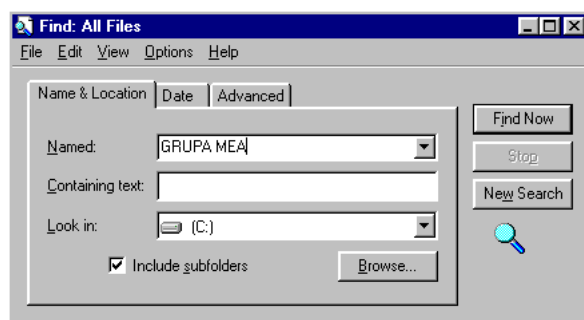 Find: All Files
File Edit View Options Help
Name & Location Date Advanced
Find Now
Named: GRUPA MEA
Stop
Containing text:
New Search
Look in: (C:)
Include subfolders Browse...